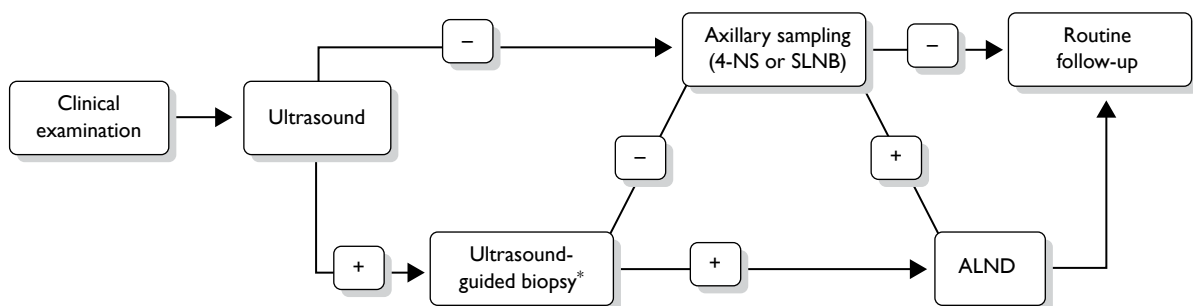 –
Axillary sampling
(4-NS or SLNB)
–
Routine
follow-up
Clinical
examination
Ultrasound
–
+
+
Ultrasound-
guided biopsy*
+
ALND